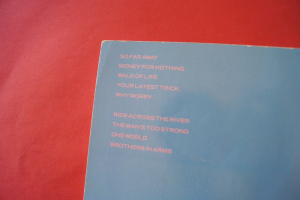 SO FAR AWAY
MONEY FOR NOTHING
WALK OF LIFE
YOUR LATEST TRICK
WHY WORRY
RIDE ACROSS THE RIVER
THE MAN'S TOO STRONG
ONE WORLD
BROTHERS IN ARMS